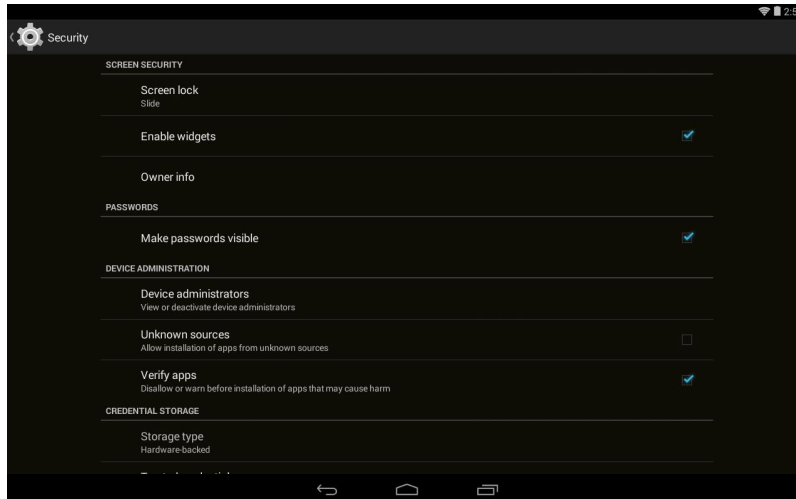 Security
SCREEN SECURITY
Screen lock
Slide
Enable widgets
Owner info
PASSWORDS
Make passwords visible
DEVICE ADMINISTRATION
Device administrators
View or deactivate device administrators
Unknown sources
Allow installation of apps from unknown sources
Verify apps
Disallow or warn before installation of apps that may cause harm
CREDENTIAL STORAGE
Storage type
Hardware-backed